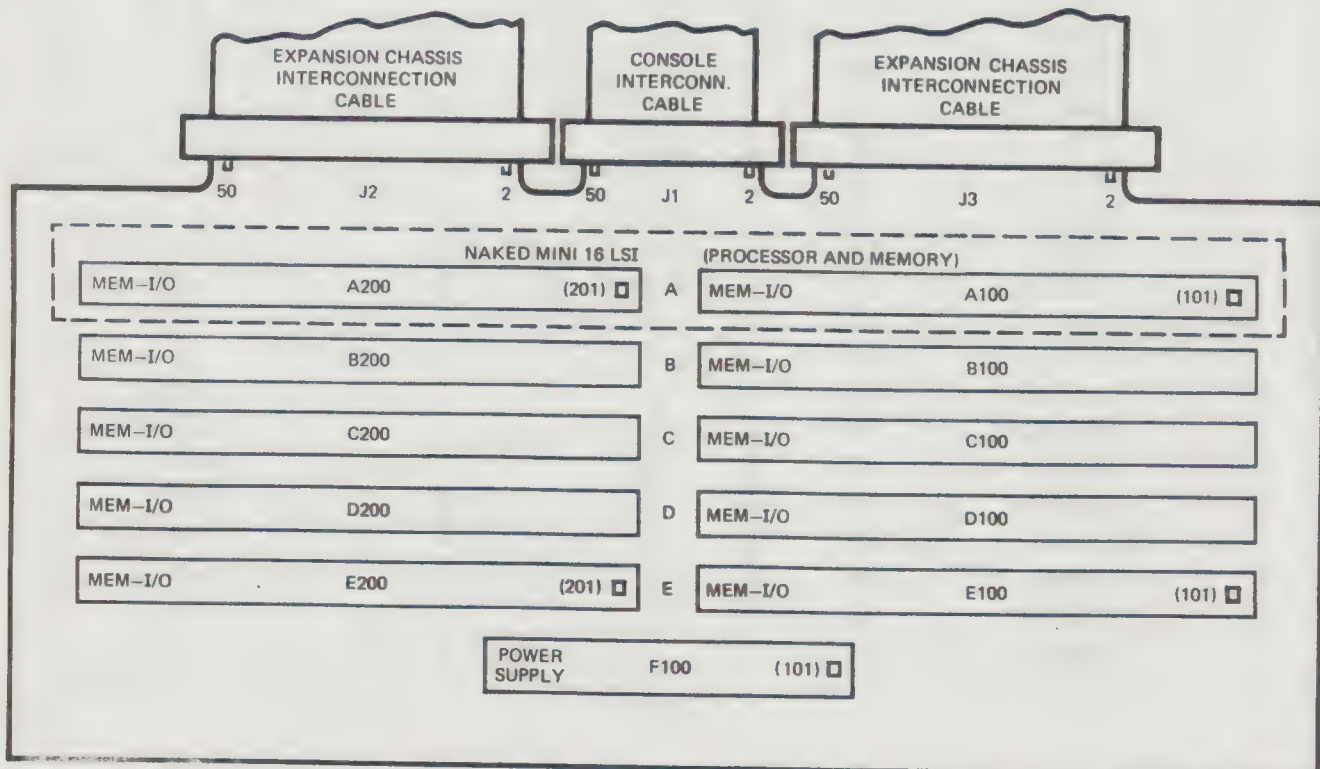 EXPANSION CHASSIS
INTERCONNECTION
CABLE
CONSOLE
INTERCONN.
CABLE
EXPANSION CHASSIS
INTERCONNECTION
CABLE
50 J2 2 50 J1 2 50 J3 2
NAKED MINI 16 LSI (PROCESSOR AND MEMORY)
MEM-I/O A200 (201) A MEM-I/O A100 (101)
MEM-I/O B200 B MEM-I/O B100
MEM-I/O C200 C MEM-I/O C100
MEM-I/O D200 D MEM-I/O D100
MEM-I/O E200 (201) E MEM-I/O E100 (101)
POWER
SUPPLY F100 (101)